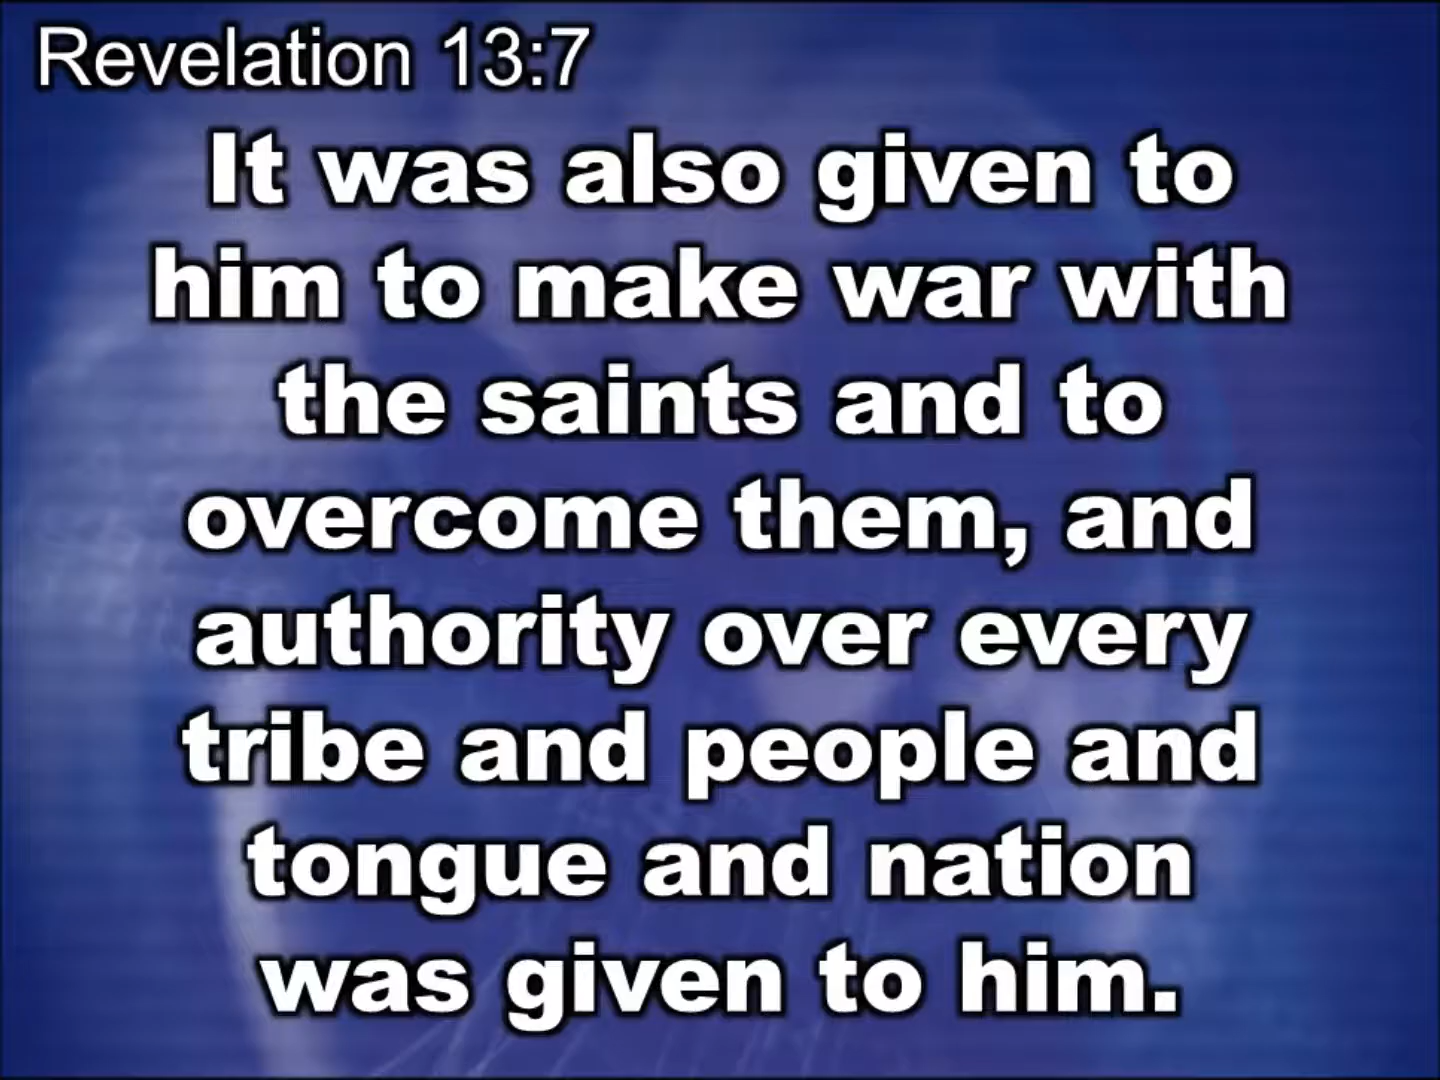 Revelation 13:7
It was also given to
him to make war with
the saints and to
overcome them, and
authority over every
tribe and people and
tongue and nation
was given to him.